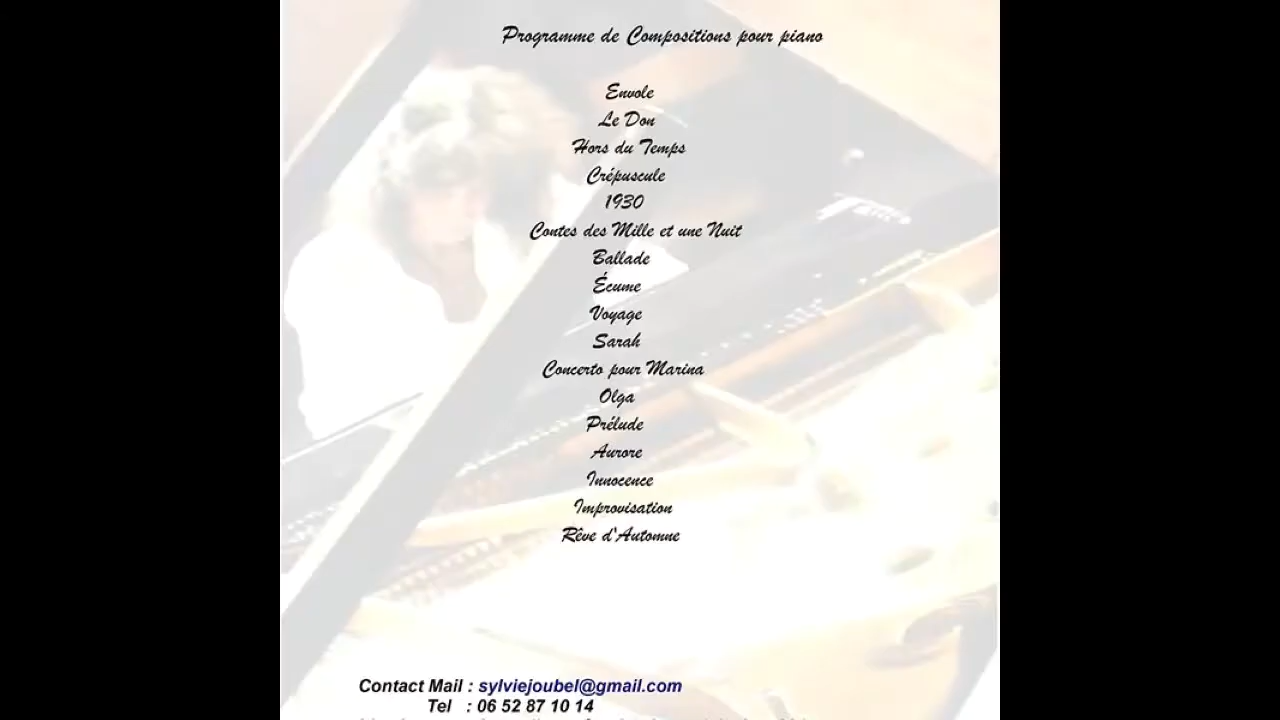 Programme de Compositions pour piano
Envole
Le Don
Hors du Temps
Crépuscule
1930
Contes des Mille et une Nuit
Ballade
Écume
Voyage
Sarah
Concerto pour Marina
Olga
Prélude
Aurore
Innocence
Improvisation
Rêve d'Automne
Contact Mail : sylviejoubel@gmail.com
Tel : 06 52 87 10 14